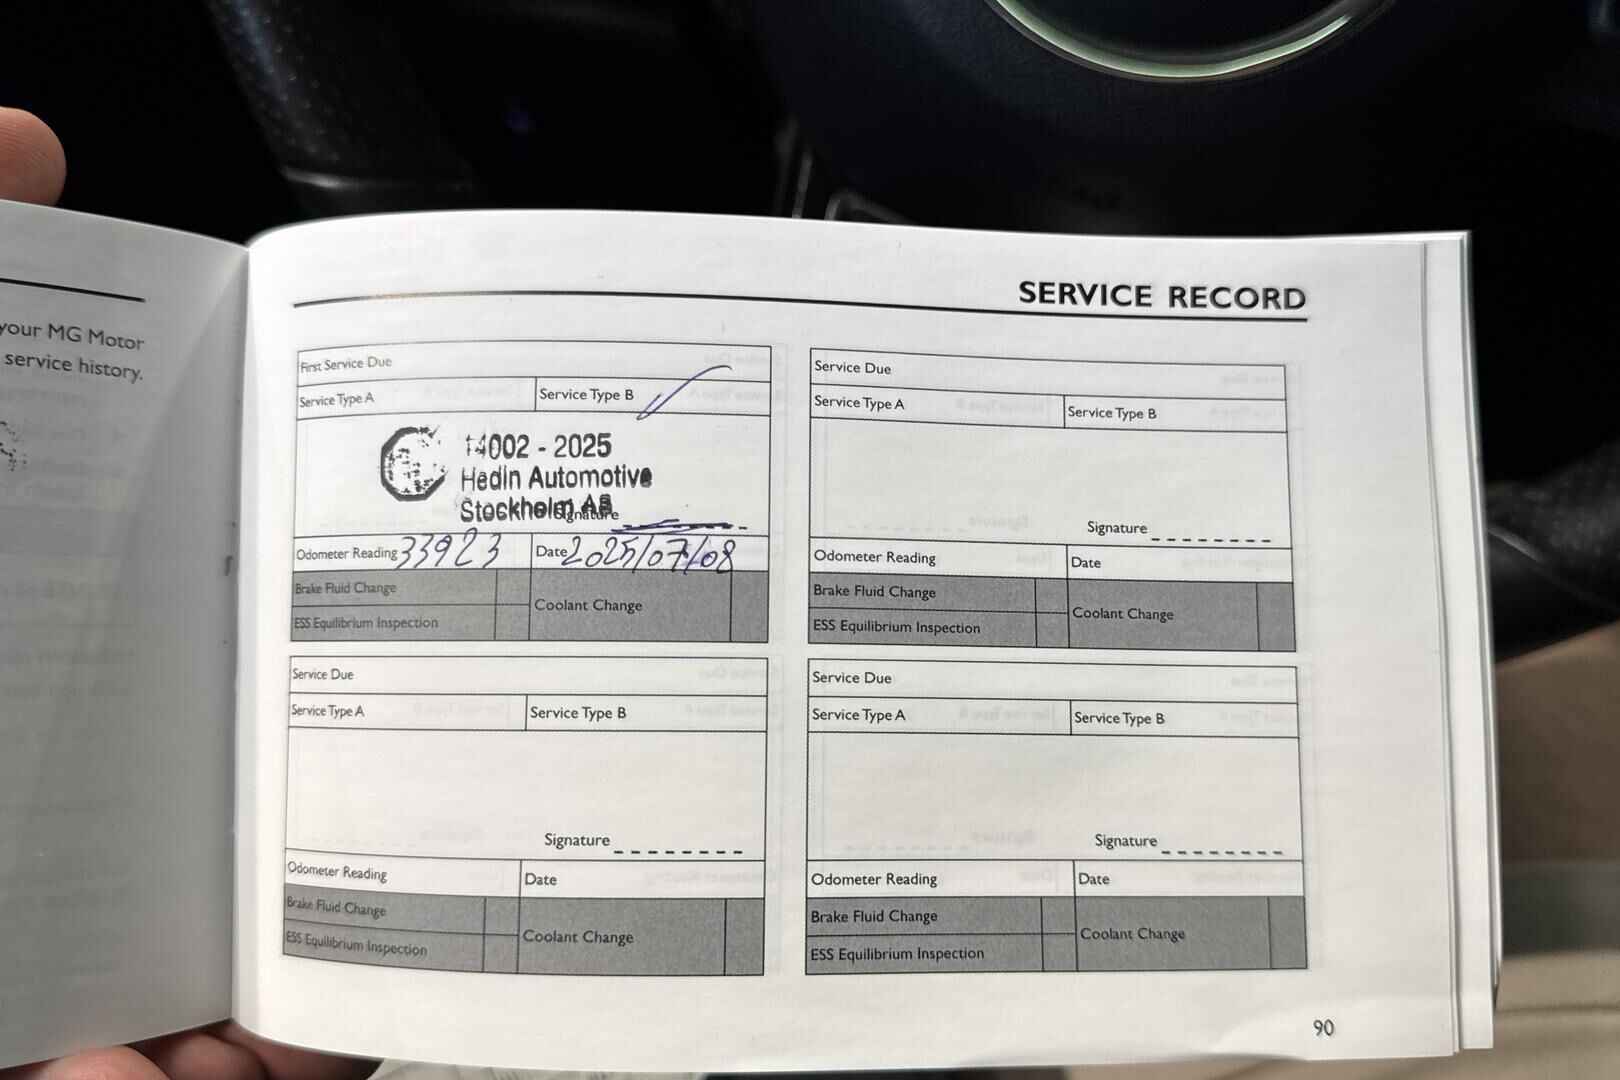 your MG Motor
service history.
SERVICE RECORD
First Service Due
Service Type A
Service Type B
14002 - 2025
Hedin Automotive
Stockholm AB
Signature
Odometer Reading 33923
Date 2025/07/08
Brake Fluid Change
ESS Equilibrium Inspection
Coolant Change
Service Due
Service Type A
Service Type B
Signature
Odometer Reading
Date
Brake Fluid Change
ESS Equilibrium Inspection
Coolant Change
Service Due
Service Type A
Service Type B
Signature
Odometer Reading
Date
Brake Fluid Change
ESS Equilibrium Inspection
Coolant Change
Service Due
Service Type A
Service Type B
Signature
Odometer Reading
Date
Brake Fluid Change
ESS Equilibrium Inspection
Coolant Change
90